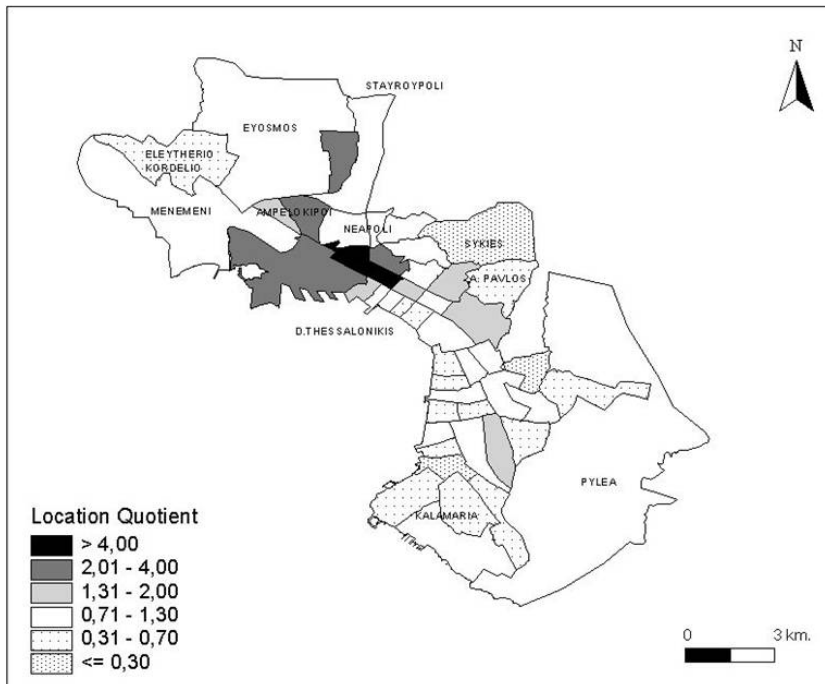 N
STAYROYPOLI
EYOSMOS
ELEYTHERIO
KORDELIO
MENEMENI
AMPELOKIPOI
NEAPOLI
SYKIES
A. PAVLOS
D.THESSALONIKIS
PYLEA
KALAMARIA
Location Quotient
> 4,00
2,01 - 4,00
1,31 - 2,00
0,71 - 1,30
0,31 - 0,70
<= 0,30
0 3 km.